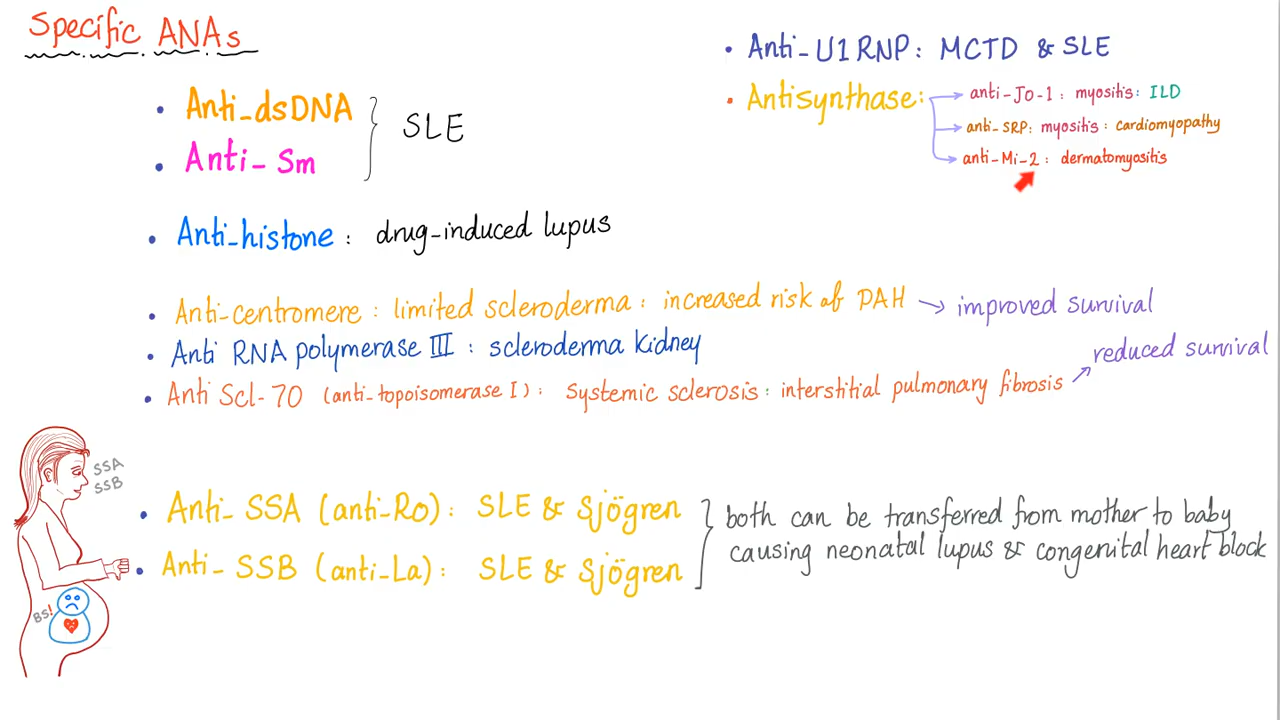 Specific ANAs
• Anti-dsDNA
• Anti-Sm
SLE
• Anti-histone: drug-induced lupus
• Anti-centromere: limited scleroderma: increased risk of PAH → improved survival
• Anti RNA polymerase III: scleroderma kidney
• Anti Scl-70 (anti-topoisomerase I): Systemic sclerosis: interstitial pulmonary fibrosis
reduced survival
SSA
SSB
• Anti-SSA (anti-Ro): SLE & Sjögren
• Anti-SSB (anti-La): SLE & Sjögren
both can be transferred from mother to baby
causing neonatal lupus & congenital heart block
BS!
• Anti-U1RNP: MCTD & SLE
• Antisynthase:
anti-Jo-1: myositis: ILD
anti-SRP: myositis: cardiomyopathy
anti-Mi-2: dermatomyositis